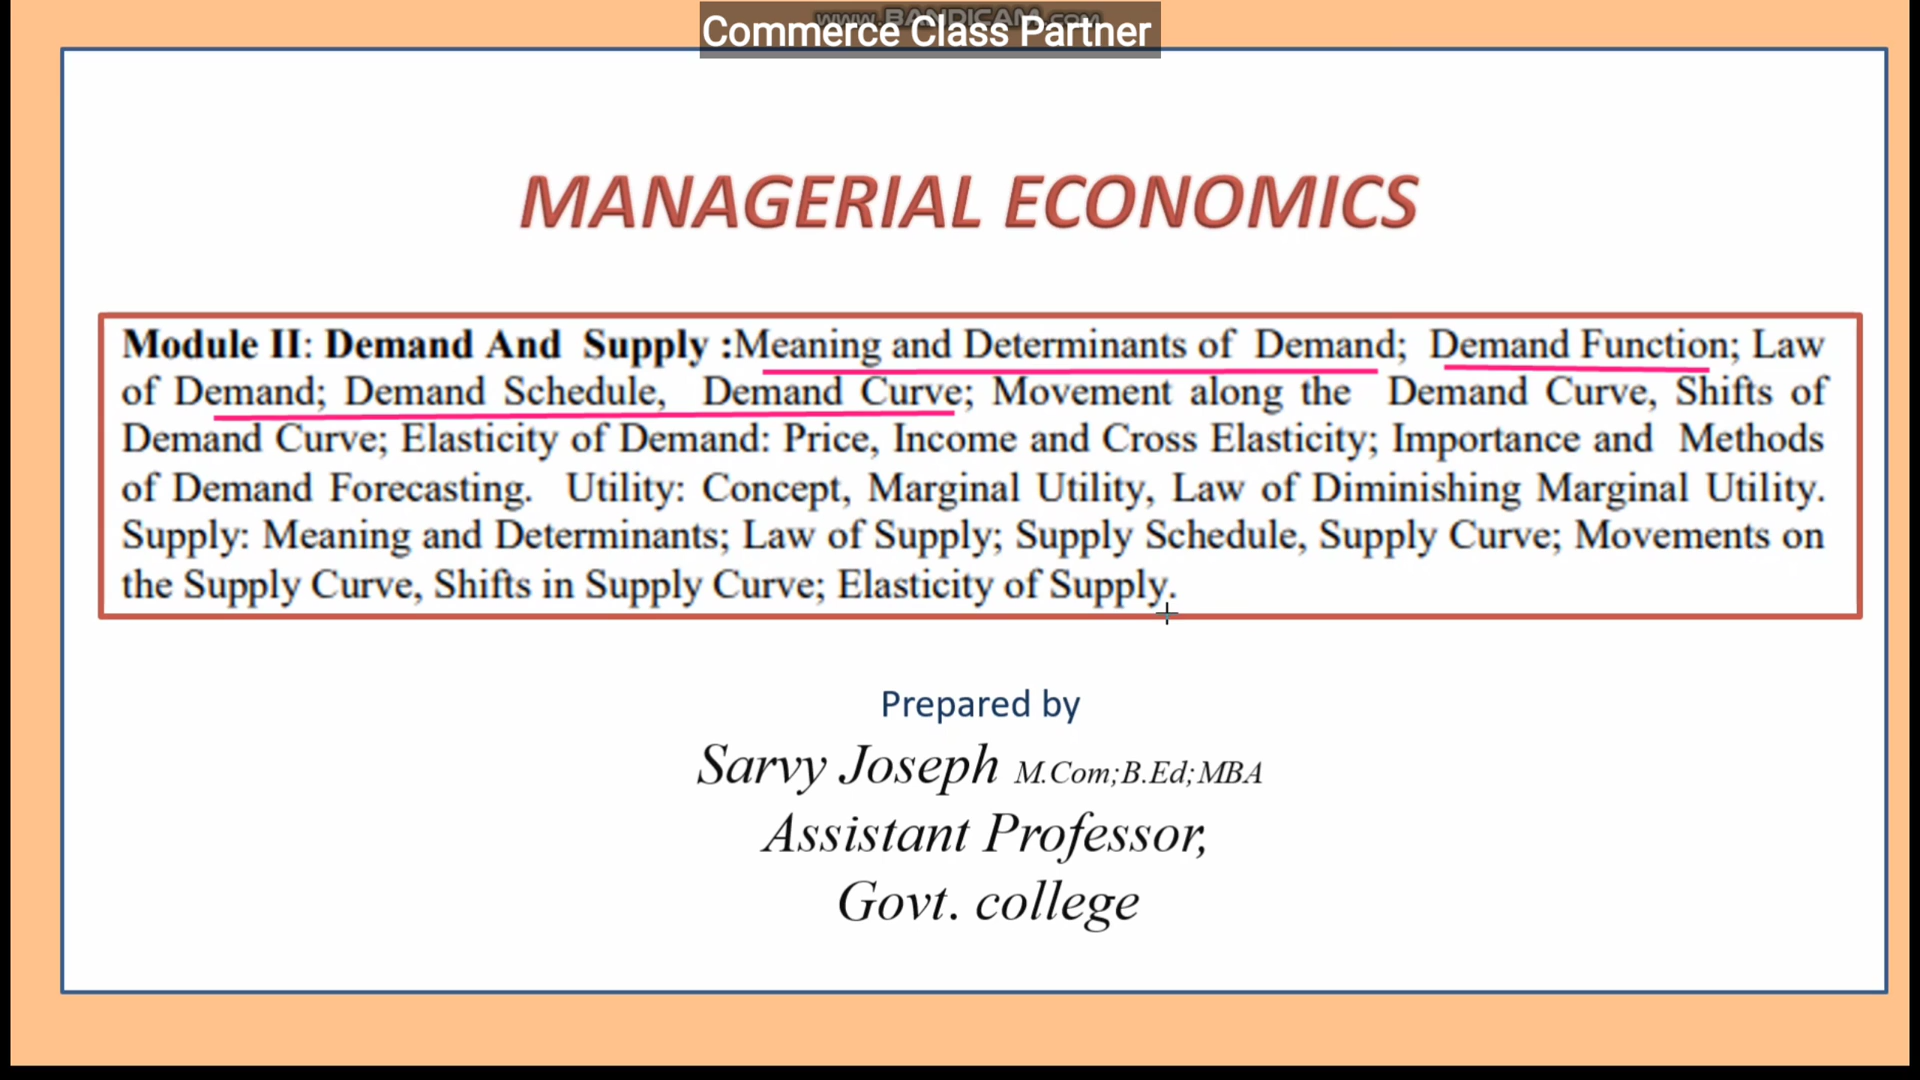 www.BANDICAM.com
Commerce Class Partner
MANAGERIAL ECONOMICS
Module II: Demand And Supply :Meaning and Determinants of Demand; Demand Function; Law
of Demand; Demand Schedule, Demand Curve; Movement along the Demand Curve, Shifts of
Demand Curve; Elasticity of Demand: Price, Income and Cross Elasticity; Importance and Methods
of Demand Forecasting. Utility: Concept, Marginal Utility, Law of Diminishing Marginal Utility.
Supply: Meaning and Determinants; Law of Supply; Supply Schedule, Supply Curve; Movements on
the Supply Curve, Shifts in Supply Curve; Elasticity of Supply.
Prepared by
Sarvy Joseph M.Com;B.Ed;MBA
Assistant Professor,
Govt. college